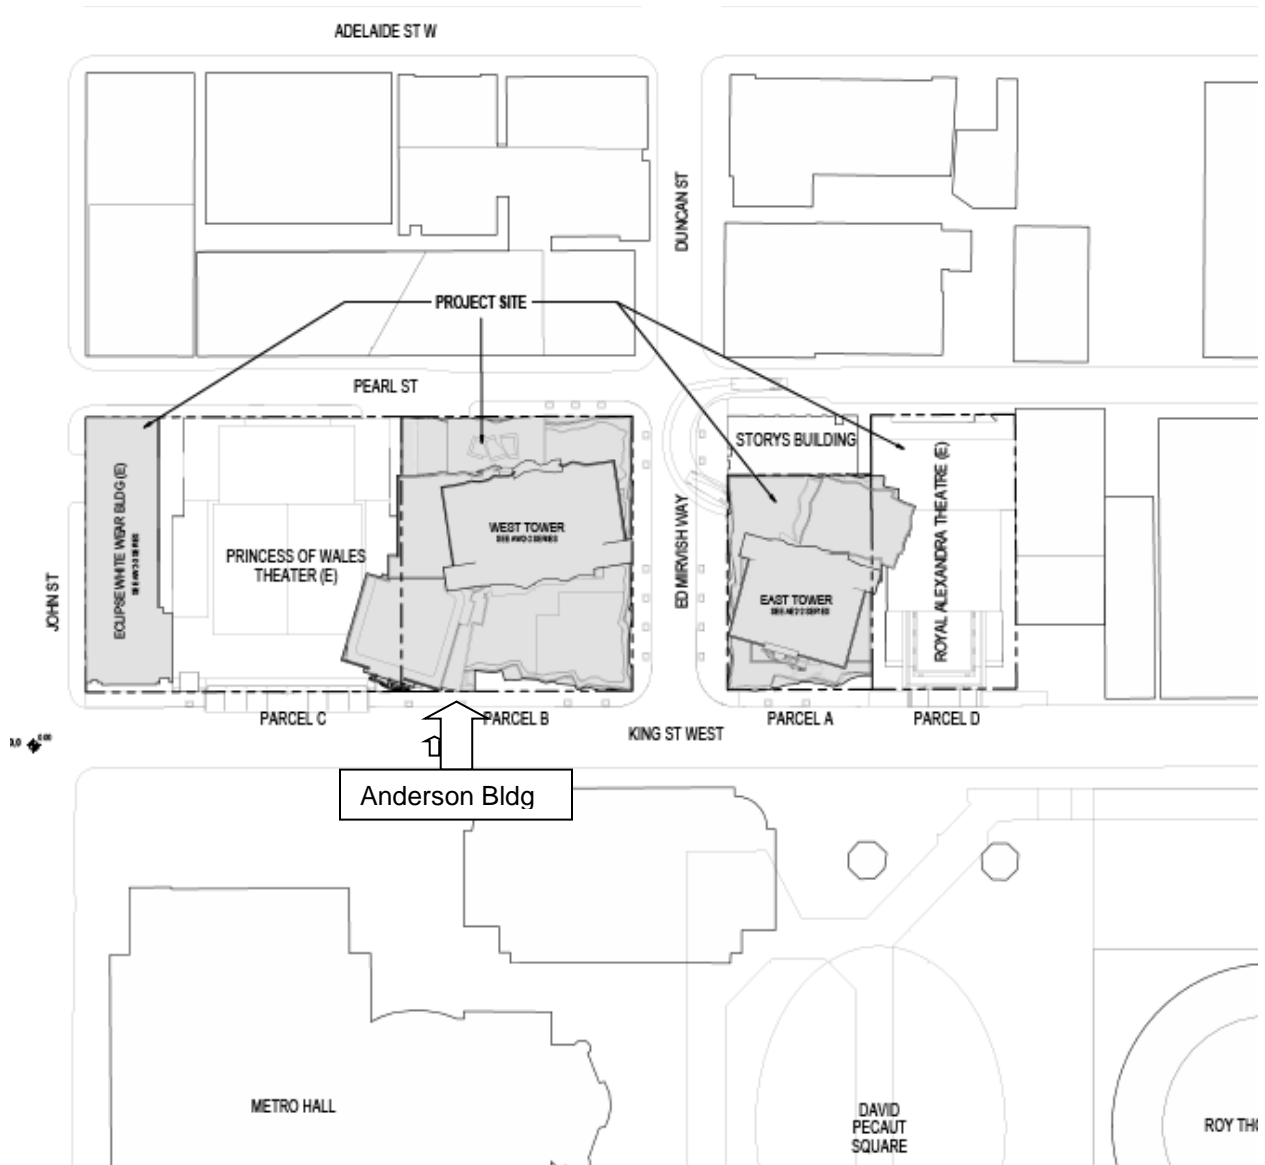 ADELAIDE ST W
DUNCAN ST
PROJECT SITE
PEARL ST
STORYS BUILDING
ECLIPSE WHITE WEAR BLDG (E)
PRINCESS OF WALES
THEATER (E)
WEST TOWER
ED MIRVISH WAY
EAST TOWER
ROYAL ALEXANDRA THEATRE (E)
JOHN ST
PARCEL C
PARCEL B
PARCEL A
PARCEL D
KING ST WEST
Anderson Bldg
METRO HALL
DAVID
PECAUT
SQUARE
ROY TH